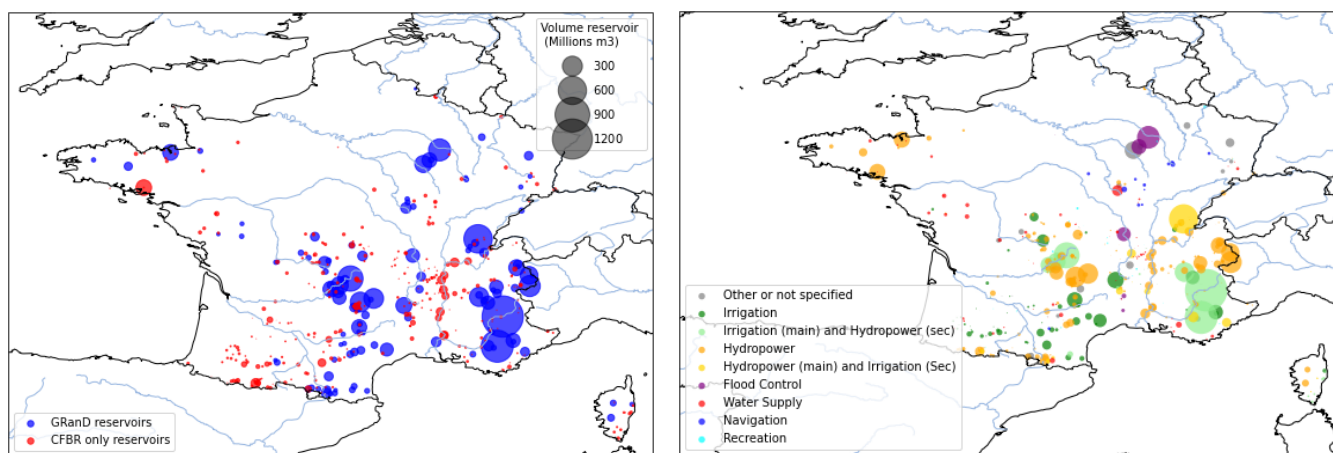 Volume reservoir
(Millions m3)
300
600
900
1200
GRanD reservoirs
CFBR only reservoirs
Other or not specified
Irrigation
Irrigation (main) and Hydropower (sec)
Hydropower
Hydropower (main) and Irrigation (Sec)
Flood Control
Water Supply
Navigation
Recreation